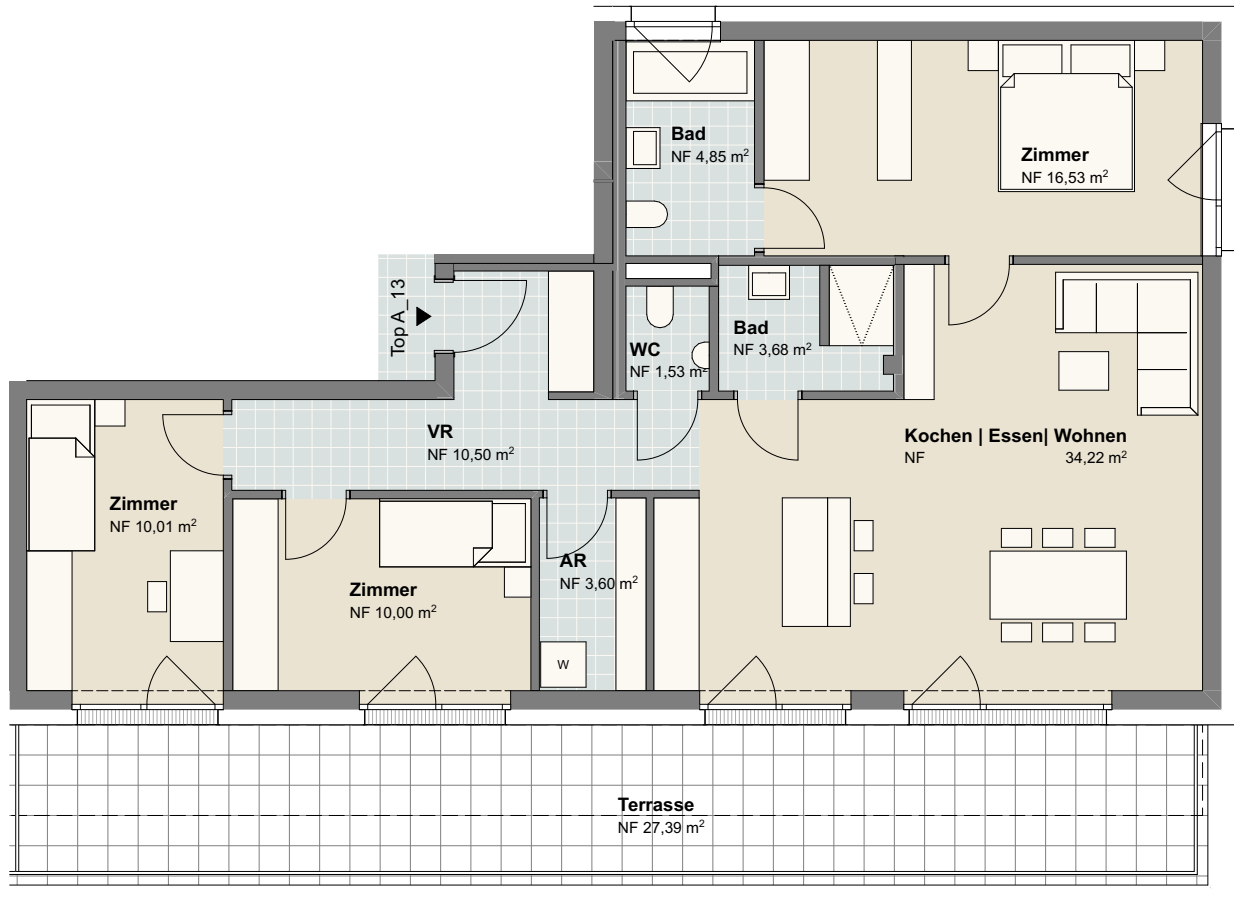 Bad
NF 4,85 m²
Zimmer
NF 16,53 m²
Top A_13
WC
NF 1,53 m²
Bad
NF 3,68 m²
VR
NF 10,50 m²
Kochen | Essen| Wohnen
NF 34,22 m²
Zimmer
NF 10,01 m²
Zimmer
NF 10,00 m²
AR
NF 3,60 m²
W
Terrasse
NF 27,39 m²